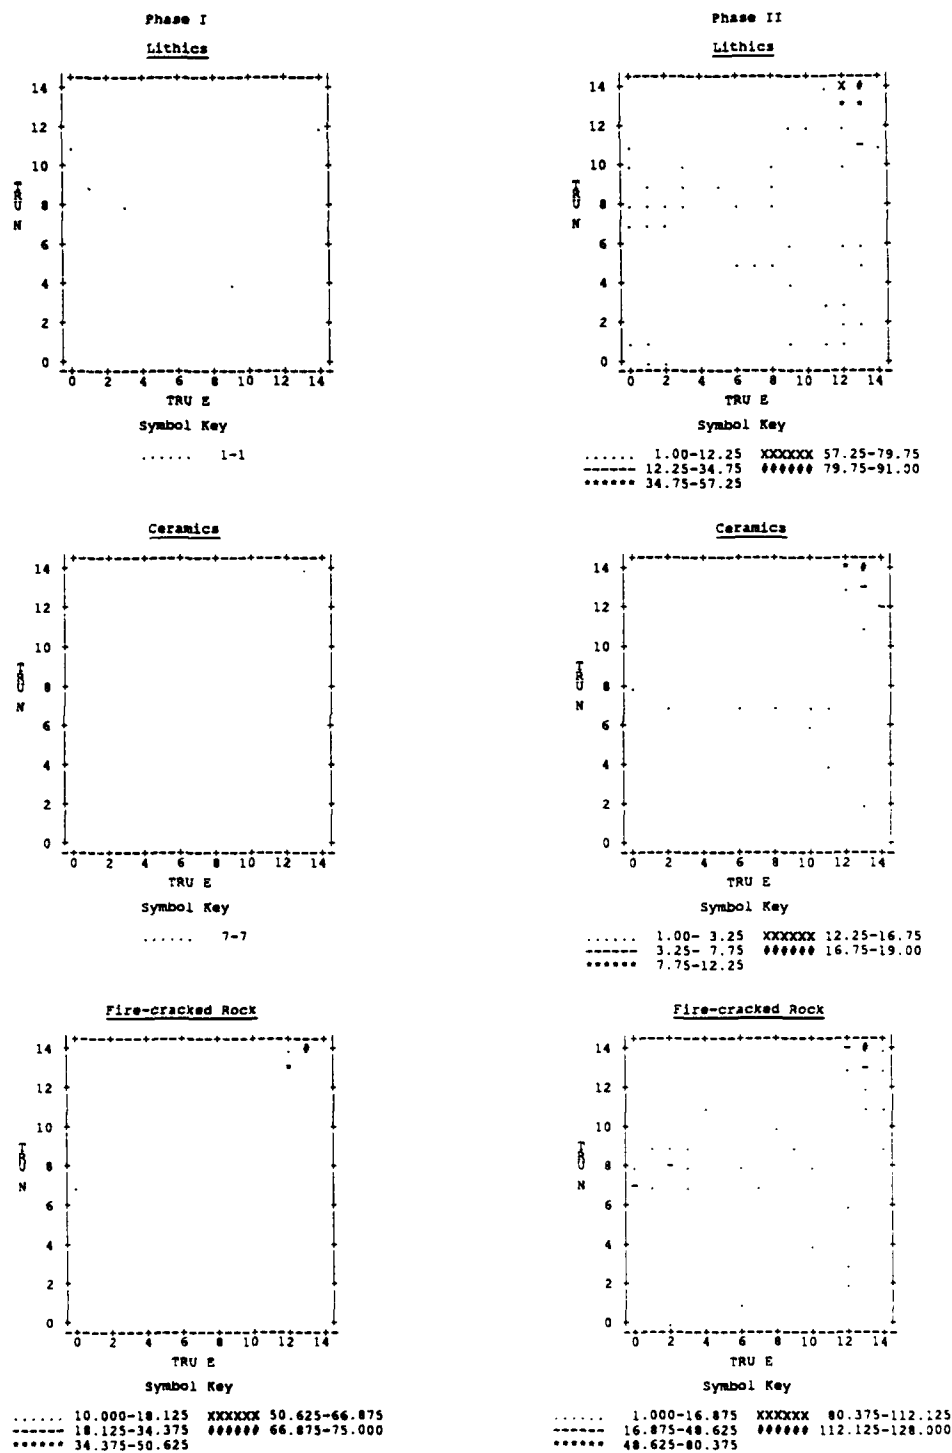 Phase I
Phase II
Lithics
Lithics
14
12
10
8
6
4
2
0
TRU N
0 2 4 6 8 10 12 14
TRU E
Symbol Key
...... 1-1
14
12
10
8
6
4
2
0
TRU N
0 2 4 6 8 10 12 14
TRU E
Symbol Key
...... 1.00-12.25 XXXXXX 57.25-79.75
------ 12.25-34.75 ###### 79.75-91.00
****** 34.75-57.25
Ceramics
Ceramics
14
12
10
8
6
4
2
0
TRU N
0 2 4 6 8 10 12 14
TRU E
Symbol Key
...... 7-7
14
12
10
8
6
4
2
0
TRU N
0 2 4 6 8 10 12 14
TRU E
Symbol Key
...... 1.00- 3.25 XXXXXX 12.25-16.75
------ 3.25- 7.75 ###### 16.75-19.00
****** 7.75-12.25
Fire-cracked Rock
Fire-cracked Rock
14
12
10
8
6
4
2
0
TRU N
0 2 4 6 8 10 12 14
TRU E
Symbol Key
...... 10.000-18.125 XXXXXX 50.625-66.875
------ 18.125-34.375 ###### 66.875-75.000
****** 34.375-50.625
14
12
10
8
6
4
2
0
TRU N
0 2 4 6 8 10 12 14
TRU E
Symbol Key
...... 1.000-16.875 XXXXXX 80.375-112.125
------ 16.875-48.625 ###### 112.125-128.000
****** 48.625-80.375